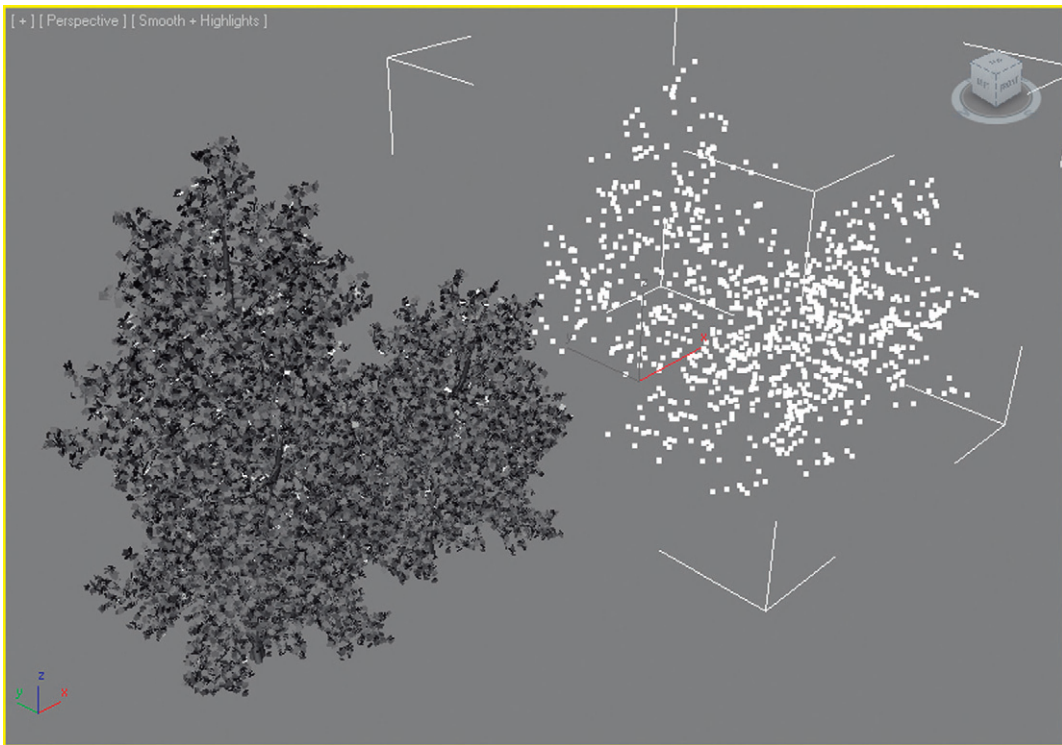 [ + ] [ Perspective ] [ Smooth + Highlights ]
x
z
y
x